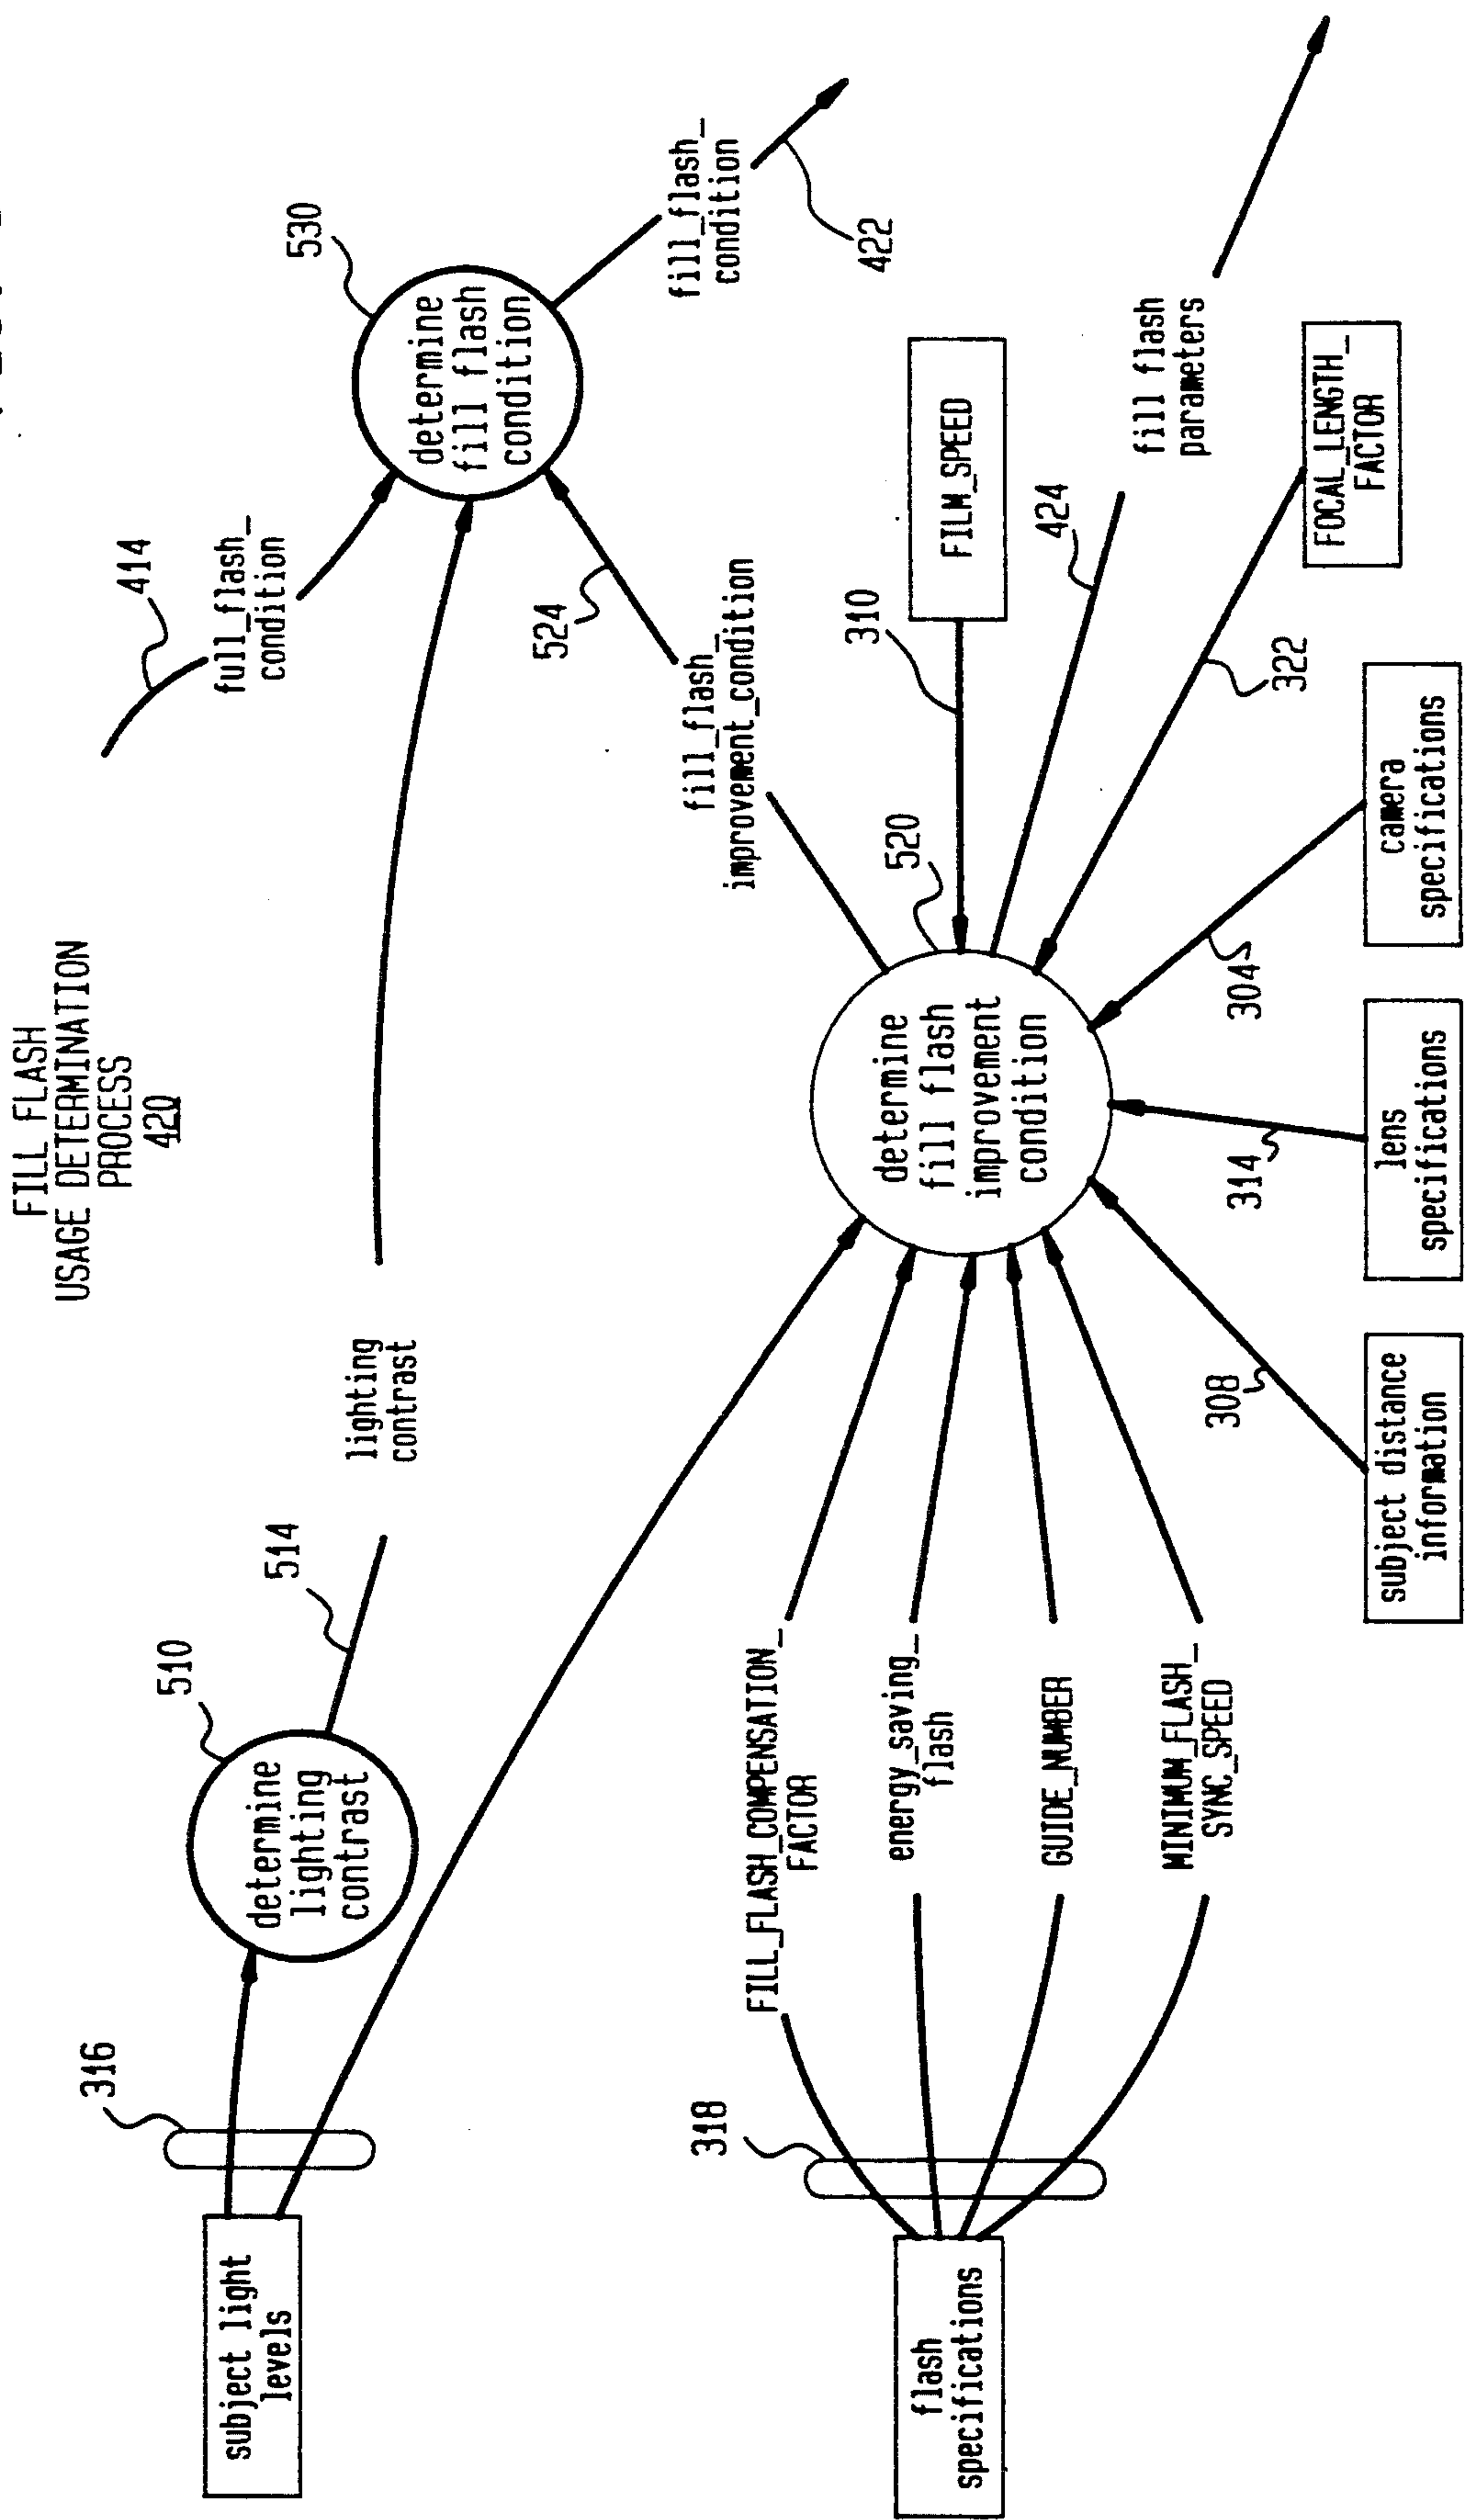 FILL FLASH
USAGE DETERMINATION
PROCESS
420
316
510
514
414
530
subject light
levels
determine
lighting
contrast
lighting
contrast
full_flash_
condition
determine
fill flash
condition
524
fill_flash_
condition
422
fill_flash_
improvement_condition
318
flash
specifications
FILL_FLASH_COMPENSATION_
FACTOR
energy_saving_
flash
GUIDE_NUMBER
MINIMUM_FLASH_
SYNC_SPEED
determine
fill flash
improvement
condition
520
310
FILM_SPEED
424
fill flash
parameters
322
FOCAL_LENGTH_
FACTOR
308
314
304
subject distance
information
lens
specifications
camera
specifications